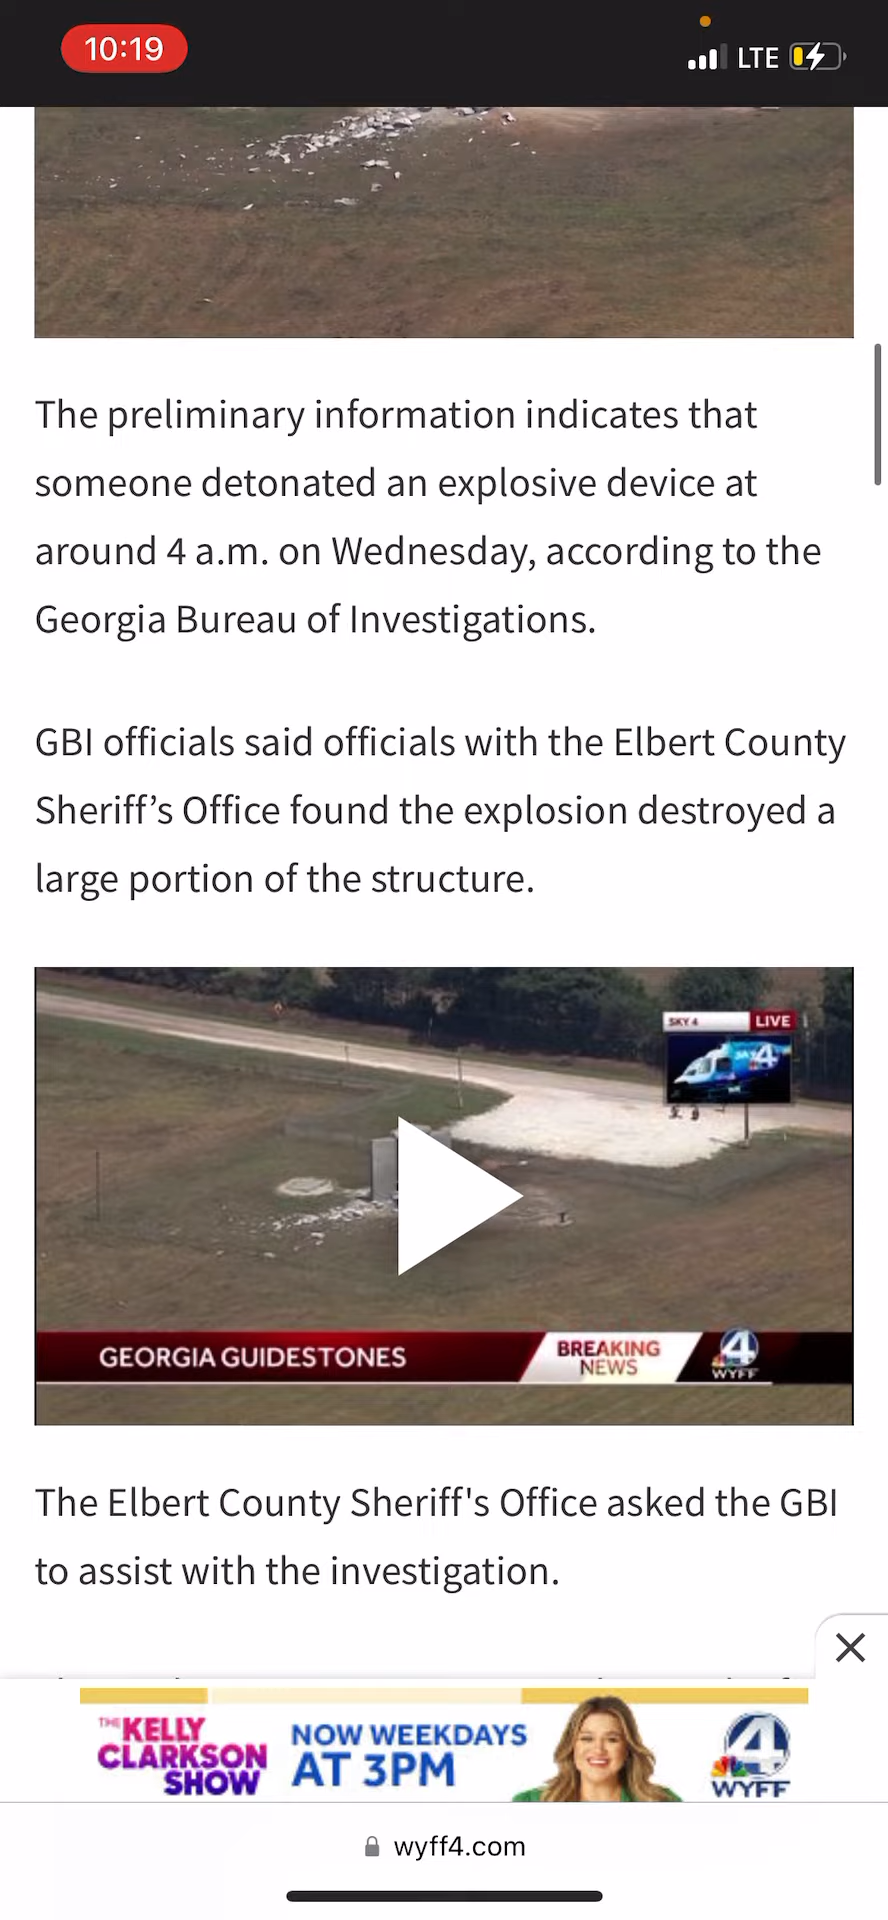 10:19
LTE
The preliminary information indicates that
someone detonated an explosive device at
around 4 a.m. on Wednesday, according to the
Georgia Bureau of Investigations.
GBI officials said officials with the Elbert County
Sheriff’s Office found the explosion destroyed a
large portion of the structure.
SKY 4 LIVE
GEORGIA GUIDESTONES
BREAKING
NEWS
4
WYFF
The Elbert County Sheriff's Office asked the GBI
to assist with the investigation.
THE KELLY
CLARKSON
SHOW
NOW WEEKDAYS
AT 3PM
4
WYFF
wyff4.com